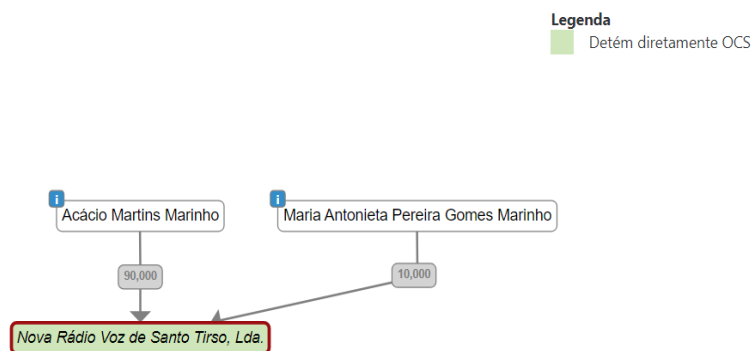 Legenda
Detém diretamente OCS
i
Acácio Martins Marinho
i
Maria Antonieta Pereira Gomes Marinho
90,000
10,000
Nova Rádio Voz de Santo Tirso, Lda.